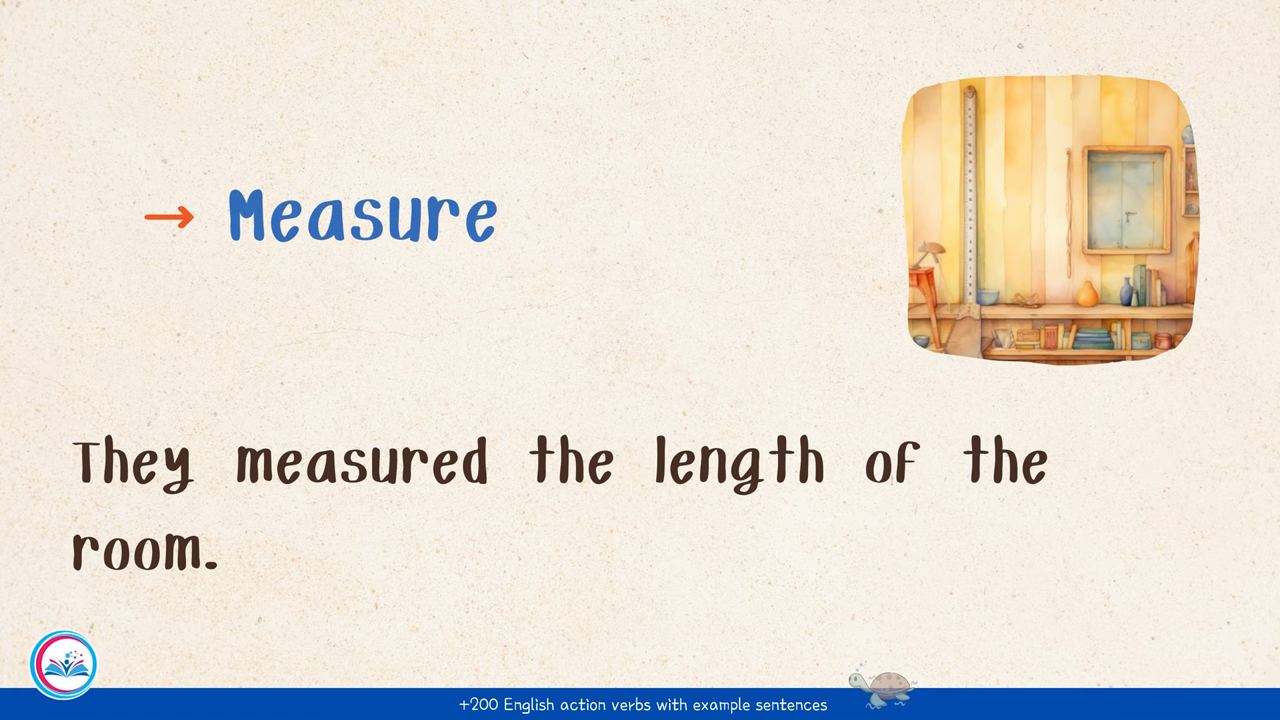 → Measure
They measured the length of the
room.
+200 English action verbs with example sentences